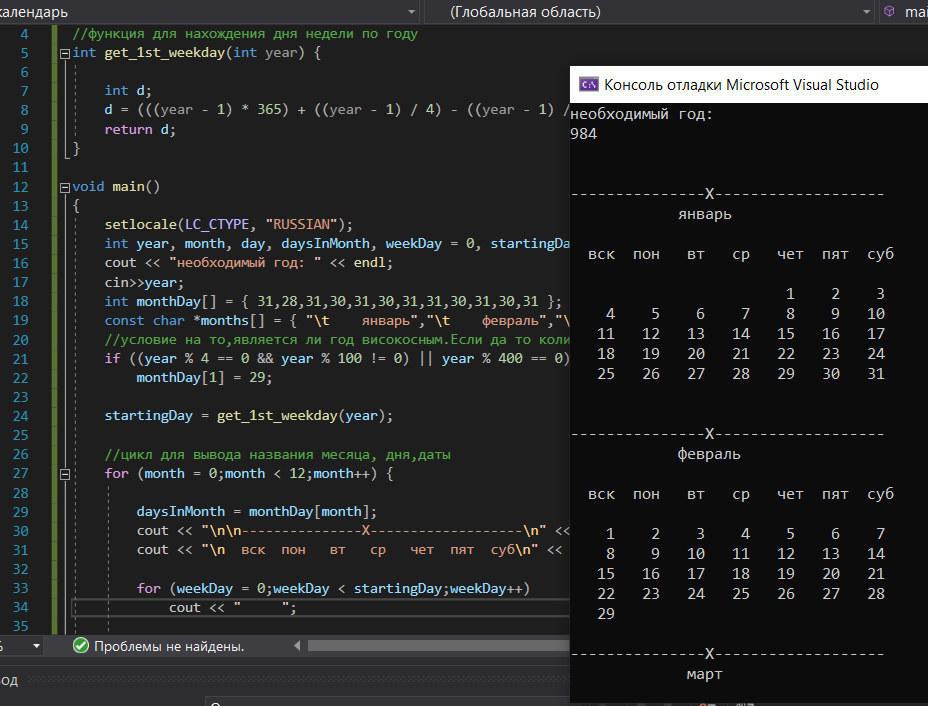 календарь
(Глобальная область)
mai
4 //функция для нахождения дня недели по году
5 int get_1st_weekday(int year) {
6
7 int d;
8 d = (((year - 1) * 365) + ((year - 1) / 4) - ((year - 1) /
9 return d;
10 }
11
12 void main()
13 {
14 setlocale(LC_CTYPE, "RUSSIAN");
15 int year, month, day, daysInMonth, weekDay = 0, startingDa
16 cout << "необходимый год: " << endl;
17 cin>>year;
18 int monthDay[] = { 31,28,31,30,31,30,31,31,30,31,30,31 };
19 const char *months[] = { "\t    январь","\t    февраль","\
20 //условие на то,является ли год високосным.Если да то коли
21 if ((year % 4 == 0 && year % 100 != 0) || year % 400 == 0)
22 monthDay[1] = 29;
23
24 startingDay = get_1st_weekday(year);
25
26 //цикл для вывода названия месяца, дня,даты
27 for (month = 0;month < 12;month++) {
28
29 daysInMonth = monthDay[month];
30 cout << "\n\n---------------X-------------------\n" <<
31 cout << "\n  вск  пон   вт   ср   чет  пят  суб\n" <<
32
33 for (weekDay = 0;weekDay < startingDay;weekDay++)
34 cout << "     ";
35
Проблемы не найдены.
од
Консоль отладки Microsoft Visual Studio
необходимый год:
984
---------------X-------------------
январь
вск пон вт ср чет пят суб
1 2 3
4 5 6 7 8 9 10
11 12 13 14 15 16 17
18 19 20 21 22 23 24
25 26 27 28 29 30 31
---------------X-------------------
февраль
вск пон вт ср чет пят суб
1 2 3 4 5 6 7
8 9 10 11 12 13 14
15 16 17 18 19 20 21
22 23 24 25 26 27 28
29
---------------X-------------------
март